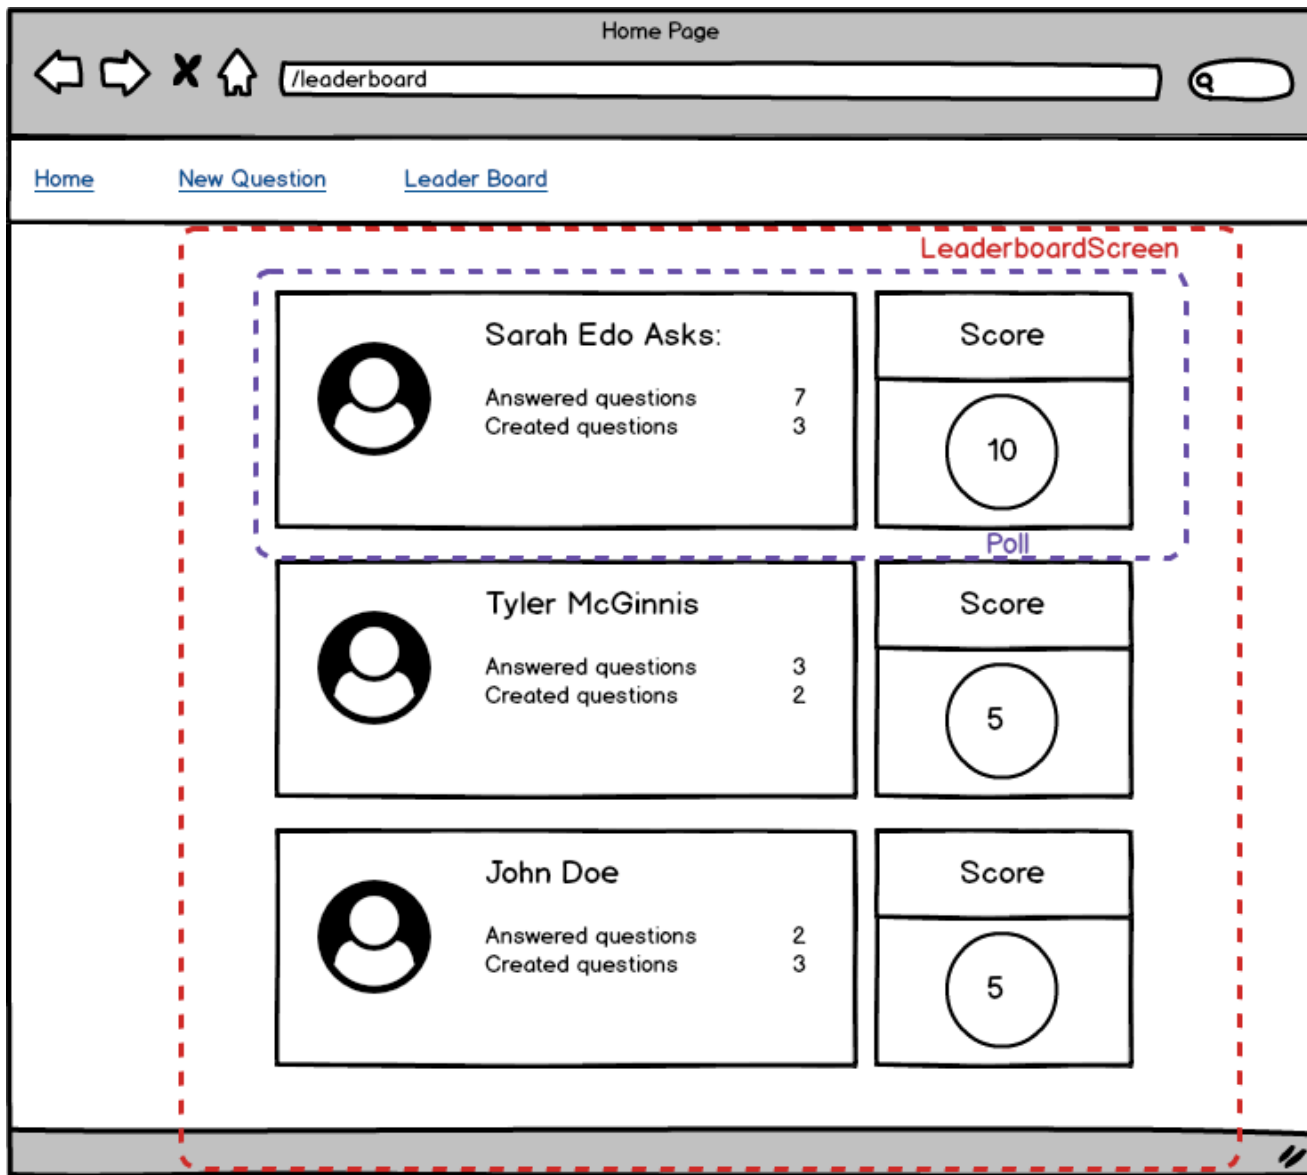 Home Page
/leaderboard
Home New Question Leader Board
LeaderboardScreen
Sarah Edo Asks:
Answered questions 7
Created questions 3
Score
10
Poll
Tyler McGinnis
Answered questions 3
Created questions 2
Score
5
John Doe
Answered questions 2
Created questions 3
Score
5